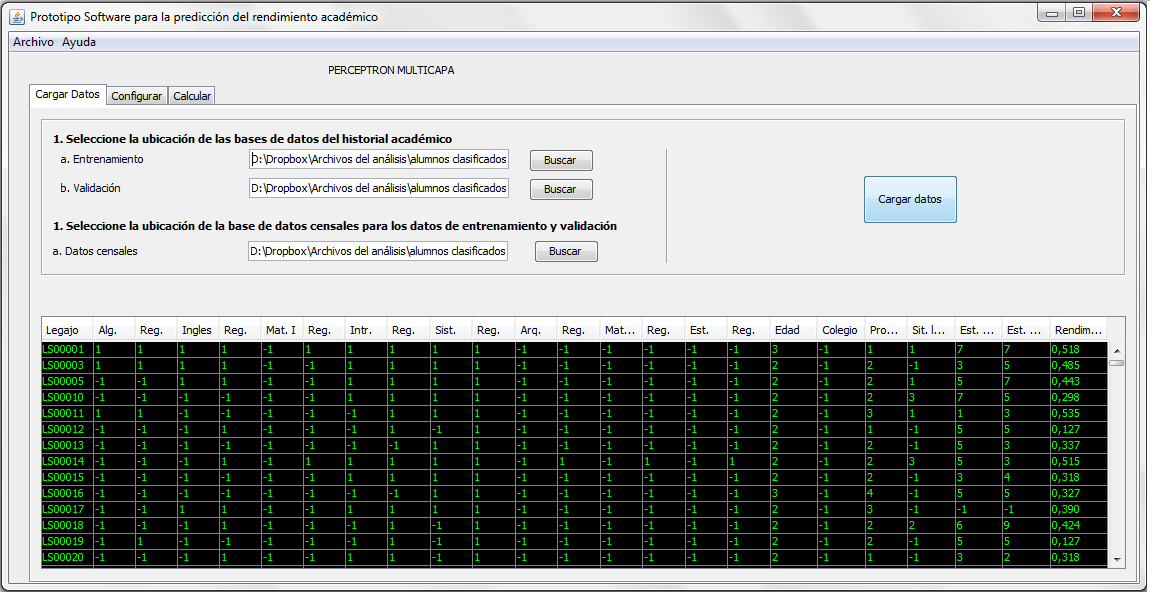 Prototipo Software para la predicción del rendimiento académico
Archivo Ayuda
PERCEPTRON MULTICAPA
Cargar Datos Configurar Calcular
1. Seleccione la ubicación de las bases de datos del historial académico
a. Entrenamiento D:\Dropbox\Archivos del análisis\alumnos clasificados Buscar
b. Validación D:\Dropbox\Archivos del análisis\alumnos clasificados Buscar
Cargar datos
1. Seleccione la ubicación de la base de datos censales para los datos de entrenamiento y validación
a. Datos censales D:\Dropbox\Archivos del análisis\alumnos clasificados Buscar
Legajo Alg. Reg. Ingles Reg. Mat. I Reg. Intr. Reg. Sist. Reg. Arq. Reg. Mat... Reg. Est. Reg. Edad Colegio Pro... Sit. l... Est. ... Est. ... Rendim...
LS00001 1 1 1 1 -1 1 1 1 1 1 -1 -1 -1 -1 -1 -1 3 -1 1 1 7 7 0,518
LS00003 1 1 1 1 -1 -1 1 1 1 1 -1 -1 -1 -1 -1 -1 2 -1 2 -1 3 5 0,485
LS00005 -1 -1 1 1 -1 -1 1 1 1 1 -1 -1 -1 -1 -1 -1 2 -1 2 1 5 7 0,443
LS00010 -1 -1 -1 1 -1 -1 1 1 1 1 -1 -1 -1 -1 -1 -1 2 -1 2 3 7 5 0,298
LS00011 1 1 -1 1 -1 -1 -1 1 1 1 -1 -1 -1 -1 -1 -1 2 -1 3 1 1 3 0,535
LS00012 -1 -1 -1 1 -1 -1 1 1 -1 1 -1 -1 -1 -1 -1 -1 2 -1 1 -1 5 5 0,127
LS00013 -1 -1 -1 -1 -1 -1 -1 -1 1 1 -1 -1 -1 -1 -1 -1 2 -1 2 -1 5 3 0,337
LS00014 -1 -1 -1 1 -1 1 1 1 1 1 -1 1 -1 1 -1 1 2 -1 2 3 5 3 0,515
LS00015 -1 -1 -1 1 -1 -1 1 1 1 1 -1 -1 -1 -1 -1 -1 2 -1 2 -1 3 4 0,318
LS00016 -1 -1 -1 -1 -1 -1 -1 -1 1 1 -1 -1 -1 -1 -1 -1 3 -1 4 -1 5 5 0,327
LS00017 -1 -1 1 1 -1 -1 1 1 1 1 -1 -1 -1 -1 -1 -1 2 -1 3 -1 -1 -1 0,390
LS00018 -1 -1 -1 1 -1 -1 1 1 -1 1 -1 -1 -1 -1 -1 -1 2 -1 2 2 6 9 0,424
LS00019 -1 1 -1 1 -1 -1 -1 1 1 1 -1 -1 -1 -1 -1 -1 2 -1 2 -1 5 5 0,127
LS00020 -1 -1 -1 1 -1 -1 1 1 1 1 -1 -1 -1 -1 -1 -1 2 -1 1 -1 3 2 0,318